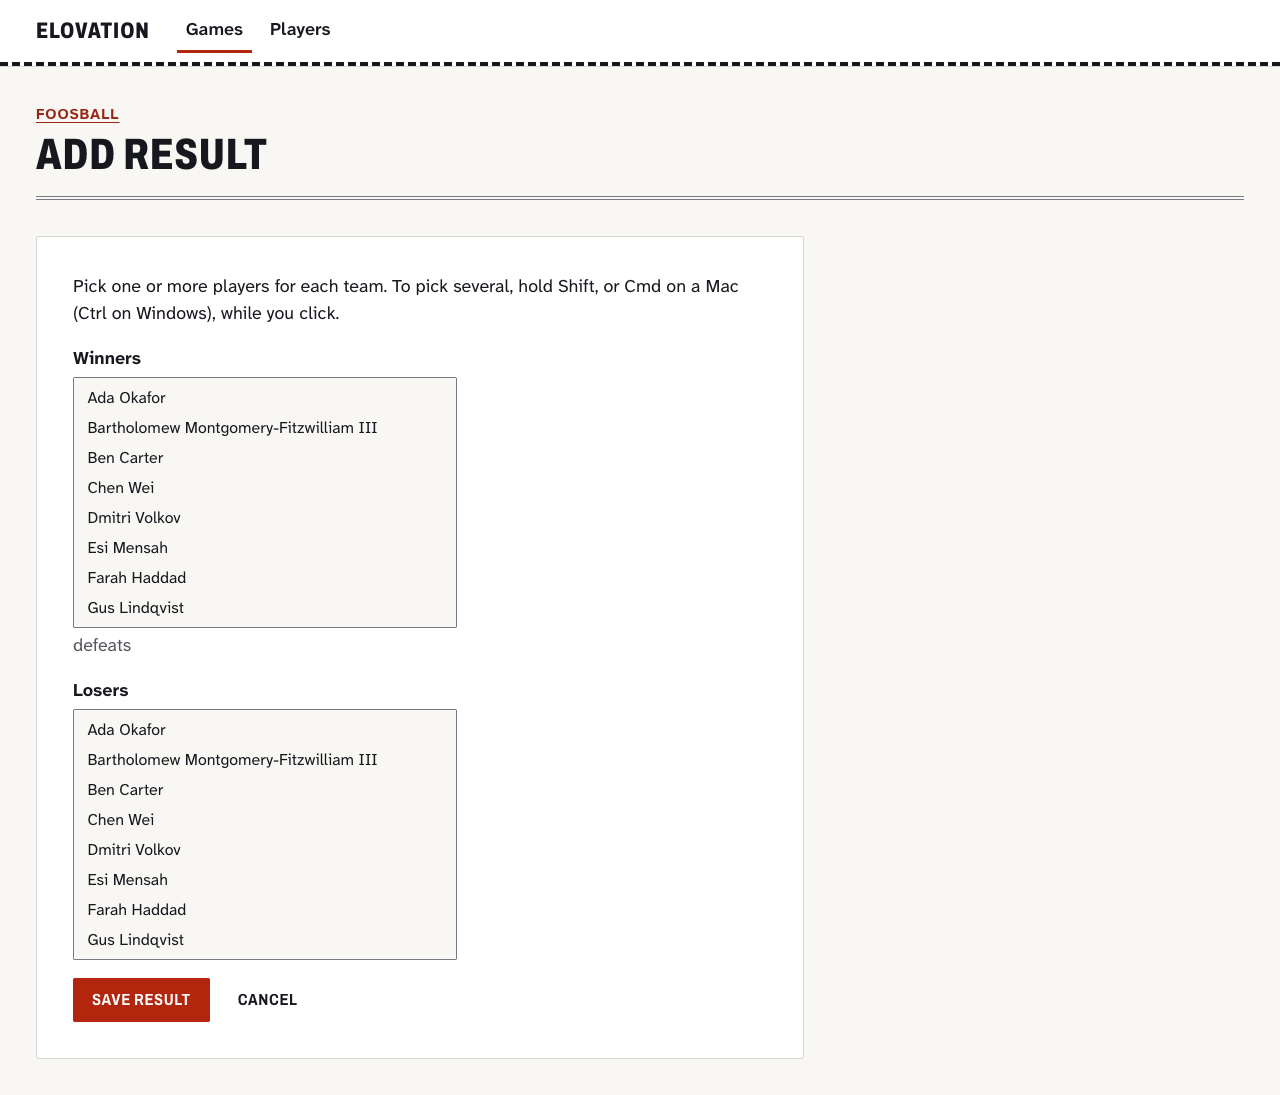 ELOVATION Games Players
FOOSBALL
ADD RESULT
Pick one or more players for each team. To pick several, hold Shift, or Cmd on a Mac
(Ctrl on Windows), while you click.
Winners
Ada Okafor
Bartholomew Montgomery-Fitzwilliam III
Ben Carter
Chen Wei
Dmitri Volkov
Esi Mensah
Farah Haddad
Gus Lindqvist
defeats
Losers
Ada Okafor
Bartholomew Montgomery-Fitzwilliam III
Ben Carter
Chen Wei
Dmitri Volkov
Esi Mensah
Farah Haddad
Gus Lindqvist
SAVE RESULT CANCEL